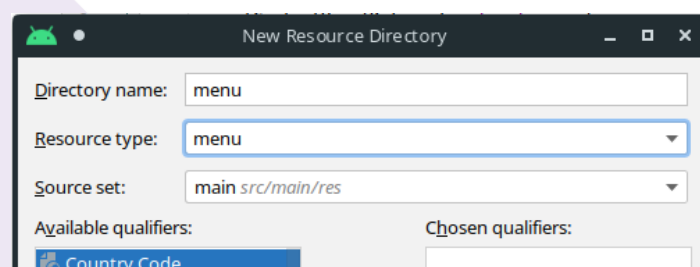 New Resource Directory
Directory name: menu
Resource type: menu
Source set: main src/main/res
Available qualifiers: Chosen qualifiers:
Country Code